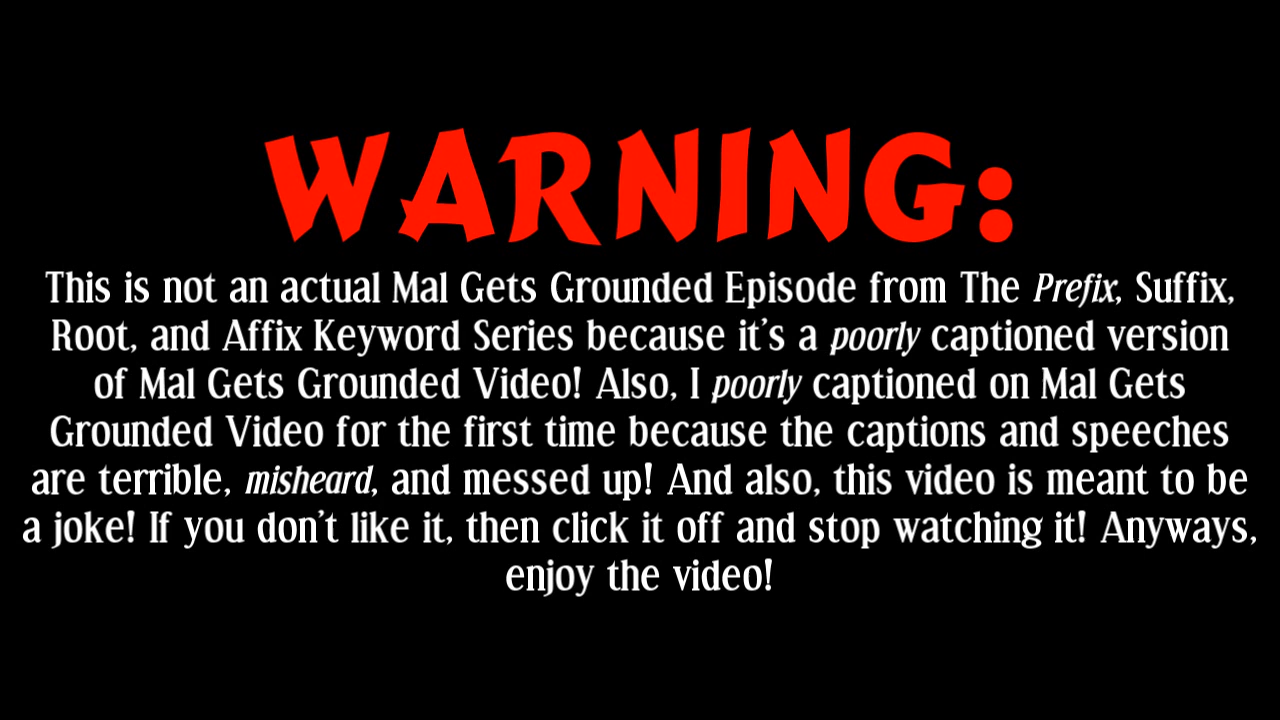 WARNING:
This is not an actual Mal Gets Grounded Episode from The Prefix, Suffix,
Root, and Affix Keyword Series because it's a poorly captioned version
of Mal Gets Grounded Video! Also, I poorly captioned on Mal Gets
Grounded Video for the first time because the captions and speeches
are terrible, misheard, and messed up! And also, this video is meant to be
a joke! If you don't like it, then click it off and stop watching it! Anyways,
enjoy the video!